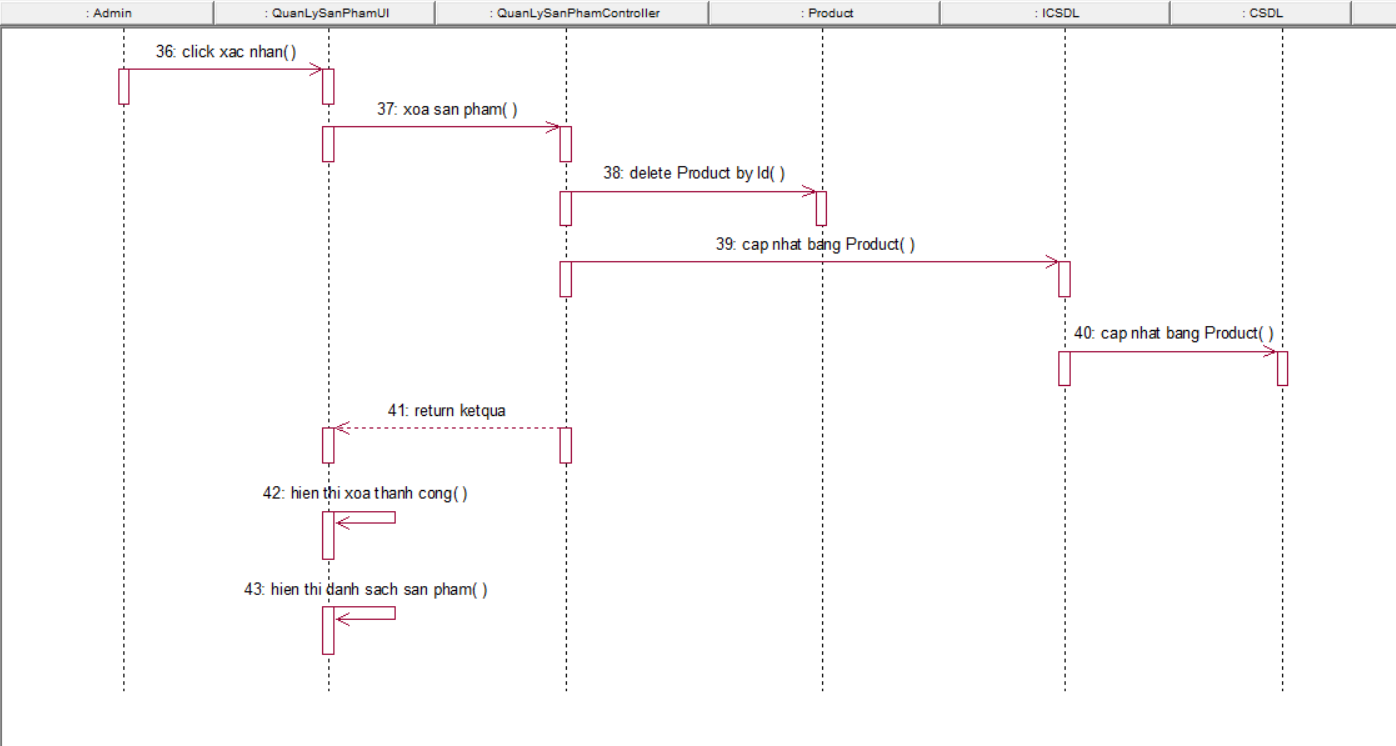 : Admin
: QuanLySanPhamUI
: QuanLySanPhamController
: Product
: ICSDL
: CSDL
36: click xac nhan( )
37: xoa san pham( )
38: delete Product by Id( )
39: cap nhat bang Product( )
40: cap nhat bang Product( )
41: return ketqua
42: hien thi xoa thanh cong( )
43: hien thi danh sach san pham( )